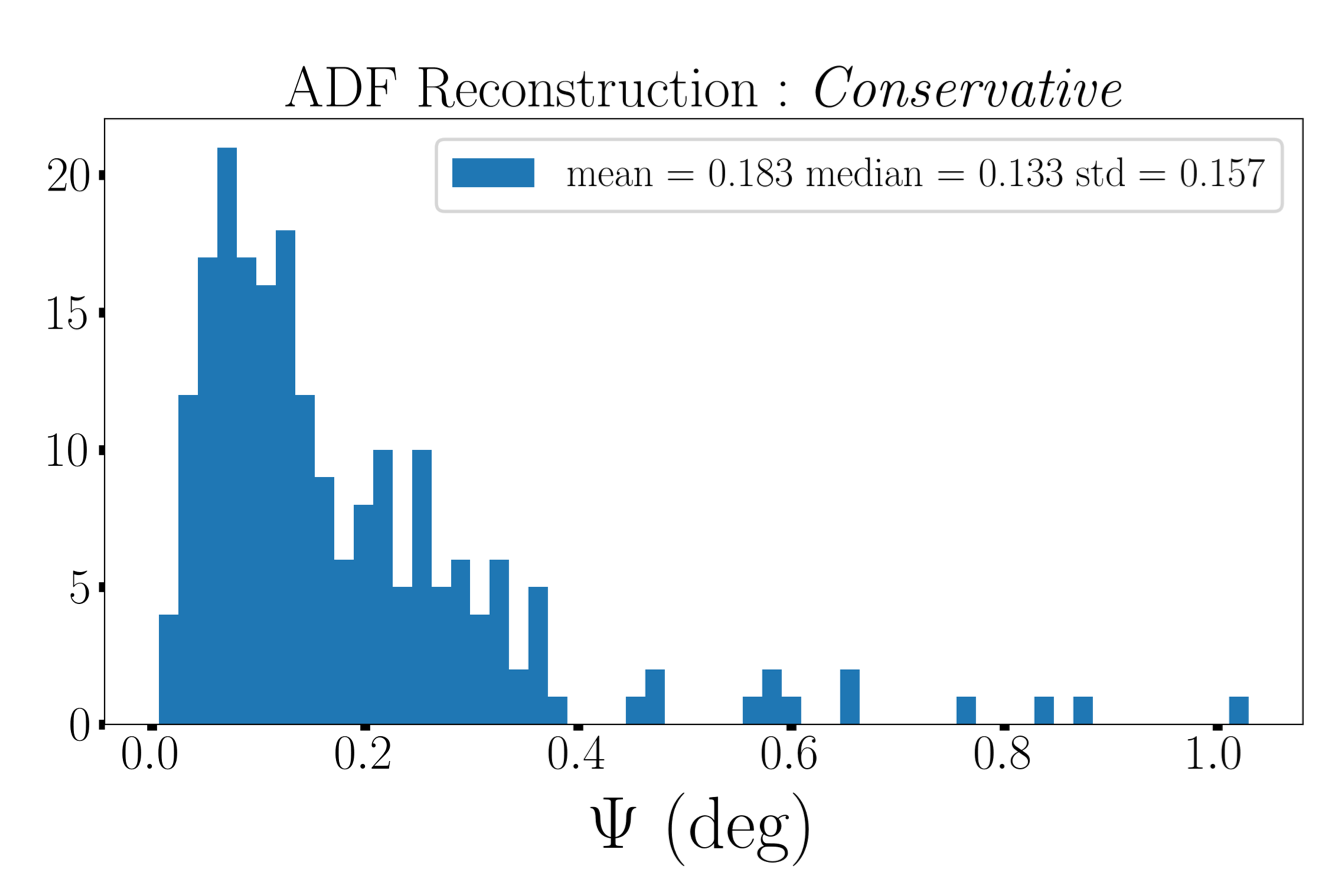 ADF Reconstruction : Conservative
mean = 0.183 median = 0.133 std = 0.157
20
15
10
5
0
0.0 0.2 0.4 0.6 0.8 1.0
Ψ (deg)